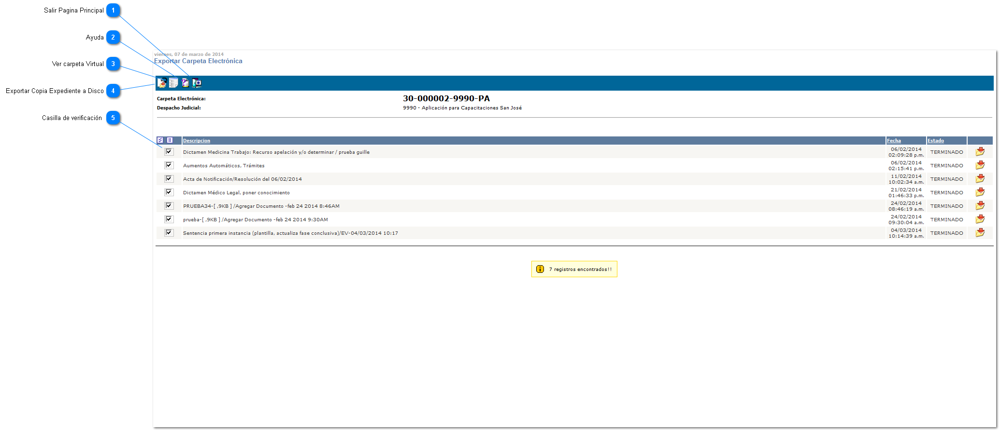 Salir Pagina Principal 1
Ayuda 2
Ver carpeta Virtual 3
Exportar Copia Expediente a Disco 4
Casilla de verificación 5
viernes, 07 de marzo de 2014
Exportar Carpeta Electrónica
Carpeta Electrónica: 30-000002-9990-PA
Despacho Judicial: 9990 - Aplicación para Capacitaciones San José
Descripcion Fecha Estado
Dictamen Medicina Trabajo: Recurso apelación y/o determinar / prueba guille 06/02/2014 02:09:28 p.m. TERMINADO
Aumentos Automáticos, Trámites 06/02/2014 02:15:41 p.m. TERMINADO
Acta de Notificación/Resolución del 06/02/2014 11/02/2014 10:02:34 a.m. TERMINADO
Dictamen Médico Legal, poner conocimiento 21/02/2014 01:46:33 p.m. TERMINADO
PRUEBA34-[ ,9KB ] /Agregar Documento -feb 24 2014 8:46AM 24/02/2014 08:46:19 a.m. TERMINADO
prueba-[ ,9KB ] /Agregar Documento -feb 24 2014 9:30AM 24/02/2014 09:30:04 a.m. TERMINADO
Sentencia primera instancia (plantilla, actualiza fase conclusiva)/EV-04/03/2014 10:17 04/03/2014 10:14:39 a.m. TERMINADO
7 registros encontrados!!